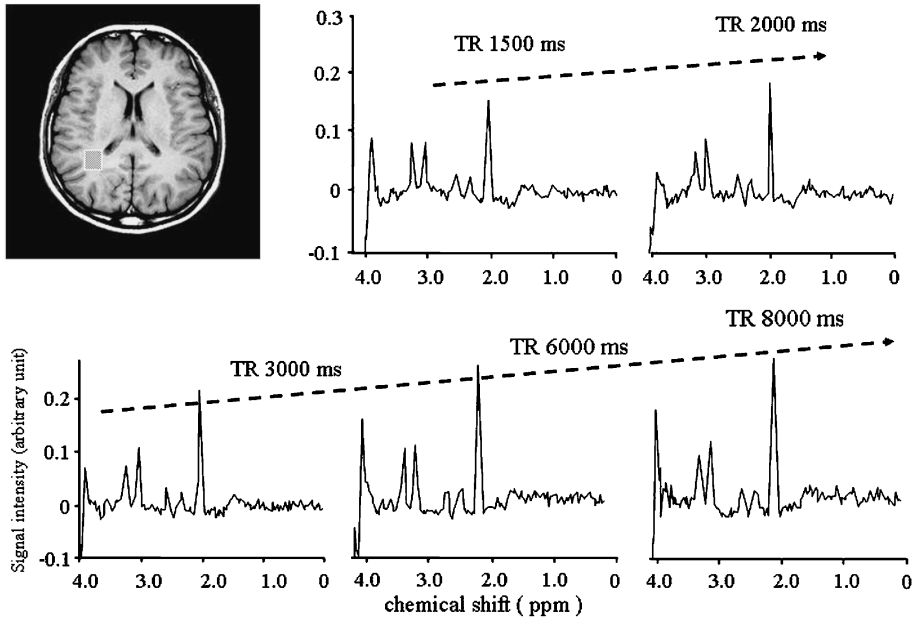 0.3
0.2
0.1
0
-0.1
TR 1500 ms
TR 2000 ms
4.0 3.0 2.0 1.0 0
4.0 3.0 2.0 1.0 0
Signal intensity (arbitrary unit)
0.2
0.1
0
-0.1
TR 3000 ms
TR 6000 ms
TR 8000 ms
4.0 3.0 2.0 1.0 0
4.0 3.0 2.0 1.0 0
4.0 3.0 2.0 1.0 0
chemical shift ( ppm )